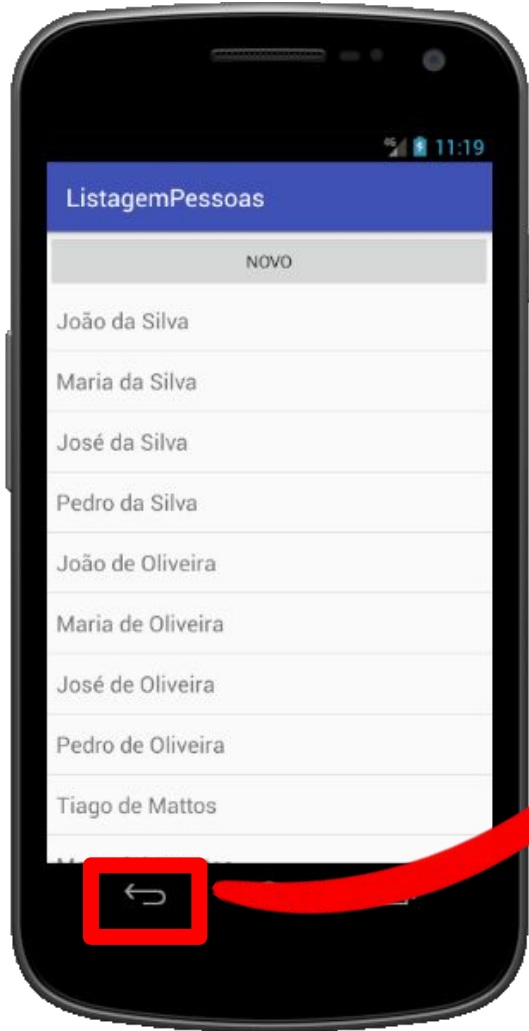 4G 11:19
ListagemPessoas
NOVO
João da Silva
Maria da Silva
José da Silva
Pedro da Silva
João de Oliveira
Maria de Oliveira
José de Oliveira
Pedro de Oliveira
Tiago de Mattos